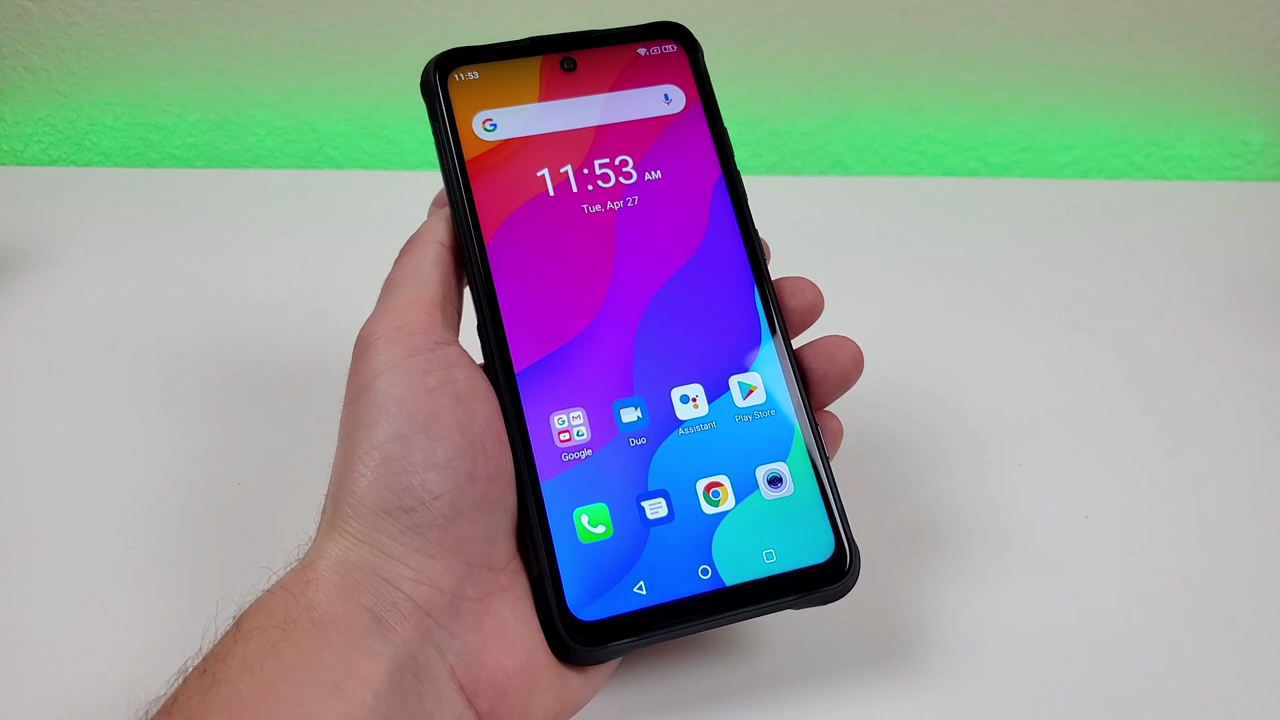 11:53
11:53 AM
Tue, Apr 27
Google
Duo
Assistant
Play Store